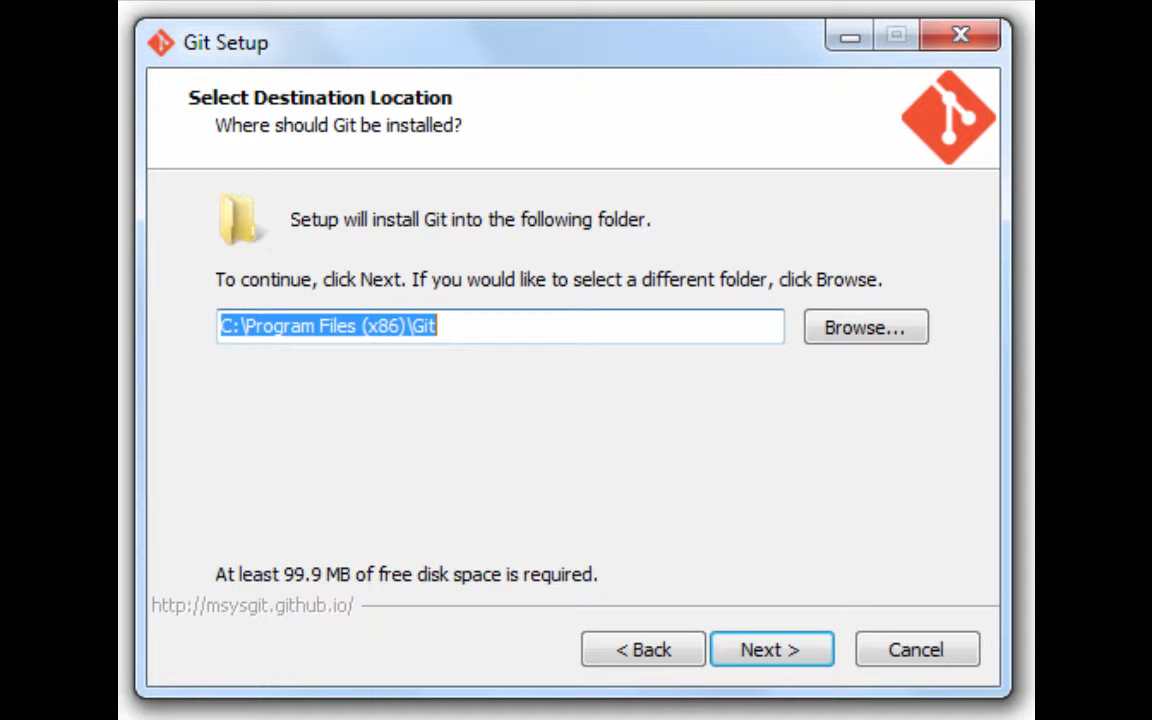 Git Setup
Select Destination Location
Where should Git be installed?
Setup will install Git into the following folder.
To continue, click Next. If you would like to select a different folder, click Browse.
C:\Program Files (x86)\Git
Browse...
At least 99.9 MB of free disk space is required.
http://msysgit.github.io/
< Back
Next >
Cancel